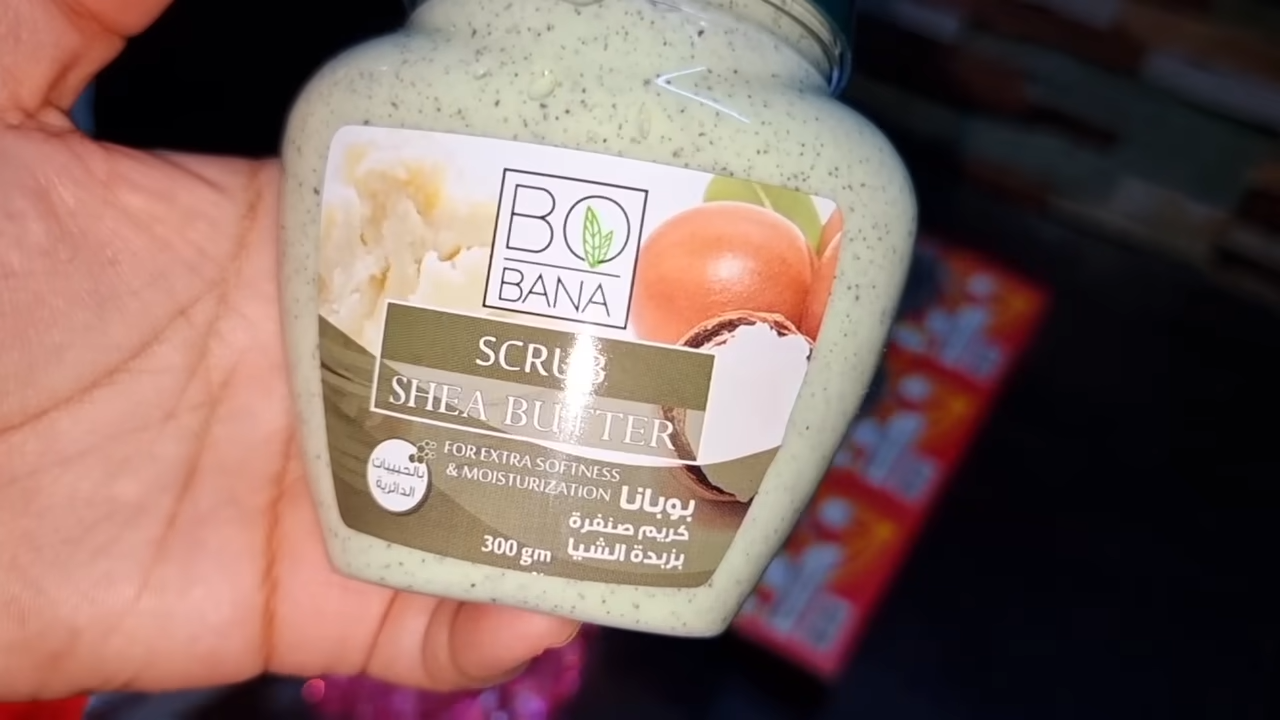 BO
BANA
SCRUB
SHEA BUTTER
FOR EXTRA SOFTNESS
& MOISTURIZATION
بالحبيبات
الدائرية
بوبانا
كريم صنفرة
بزبدة الشيا
300 gm